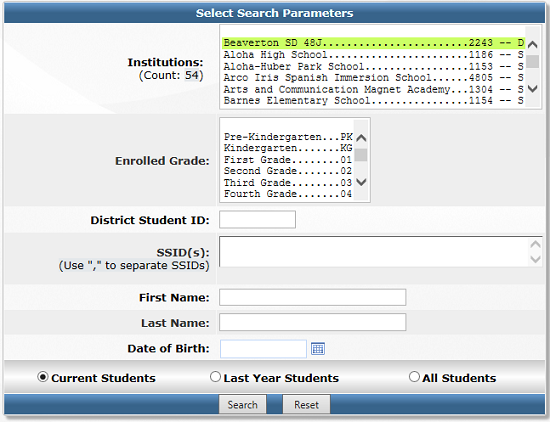 Select Search Parameters
Institutions:
(Count: 54)
Beaverton SD 48J.......................2243 -- D
Aloha High School......................1186 -- S
Aloha-Huber Park School................1153 -- S
Arco Iris Spanish Immersion School.....4805 -- S
Arts and Communication Magnet Academy...1304 -- S
Barnes Elementary School...............1154 -- S
Enrolled Grade:
Pre-Kindergarten...PK
Kindergarten.......KG
First Grade........01
Second Grade.......02
Third Grade........03
Fourth Grade.......04
District Student ID:
SSID(s):
(Use "," to separate SSIDs)
First Name:
Last Name:
Date of Birth:
Current Students
Last Year Students
All Students
Search
Reset